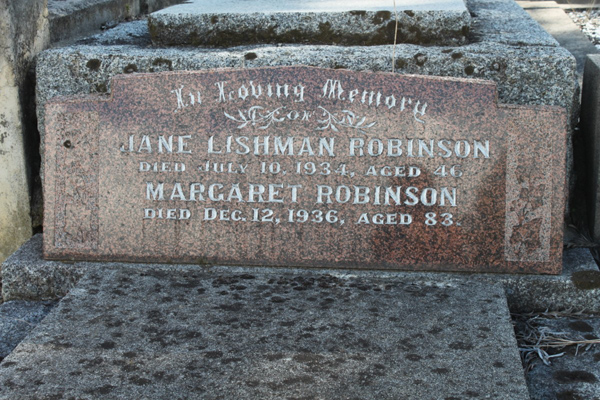 In Loving Memory
OF
JANE LISHMAN ROBINSON
DIED JULY 10, 1934, AGED 46.
MARGARET ROBINSON
DIED DEC. 12, 1936, AGED 83.